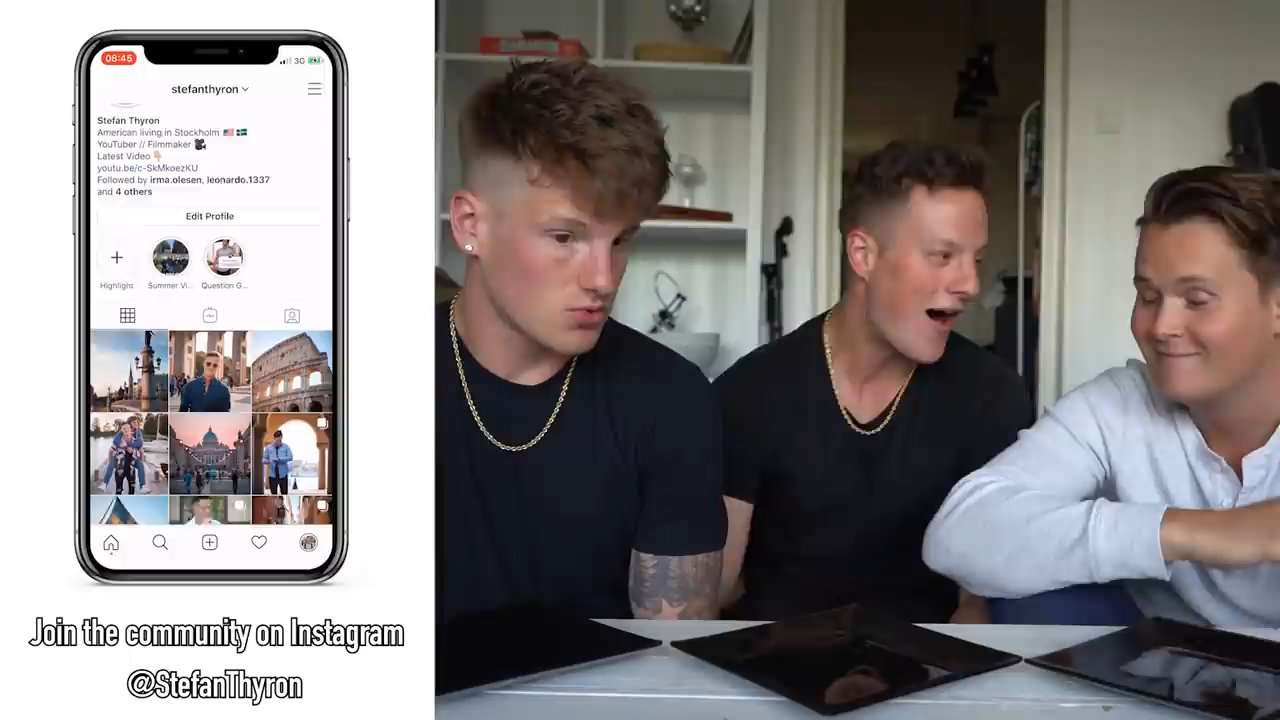 08:45
3G
stefanthyron
Stefan Thyron
American living in Stockholm 🇺🇸 🇸🇪
YouTuber // Filmmaker 🎥
Latest Video 👇🏼
youtu.be/c-SkMkoezKU
Followed by irma.olesen, leonardo.1337
and 4 others
Edit Profile
Highlight
Summer Vi...
Question G...
Join the community on Instagram
@StefanThyron